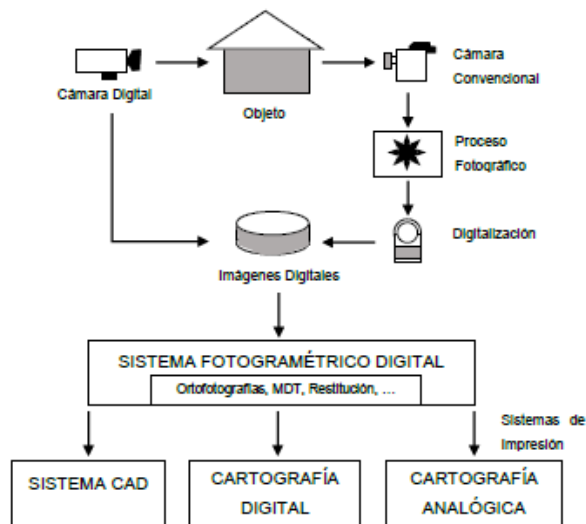 Cámara Digital
Objeto
Cámara
Convencional
Proceso
Fotográfico
Digitalización
Imágenes Digitales
SISTEMA FOTOGRAMÉTRICO DIGITAL
Ortofotografías, MDT, Restitución, ...
Sistemas de
Impresión
SISTEMA CAD
CARTOGRAFÍA
DIGITAL
CARTOGRAFÍA
ANALÓGICA